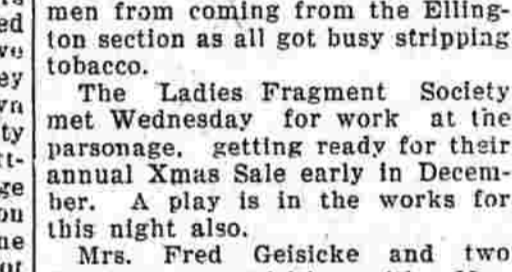 men from coming from the Elling-
ton section as all got busy stripping
tobacco.
The Ladies Fragment Society
met Wednesday for work at the
parsonage, getting ready for their
annual Xmas Sale early in Decem-
ber. A play is in the works for
this night also.
Mrs. Fred Geisicke and two